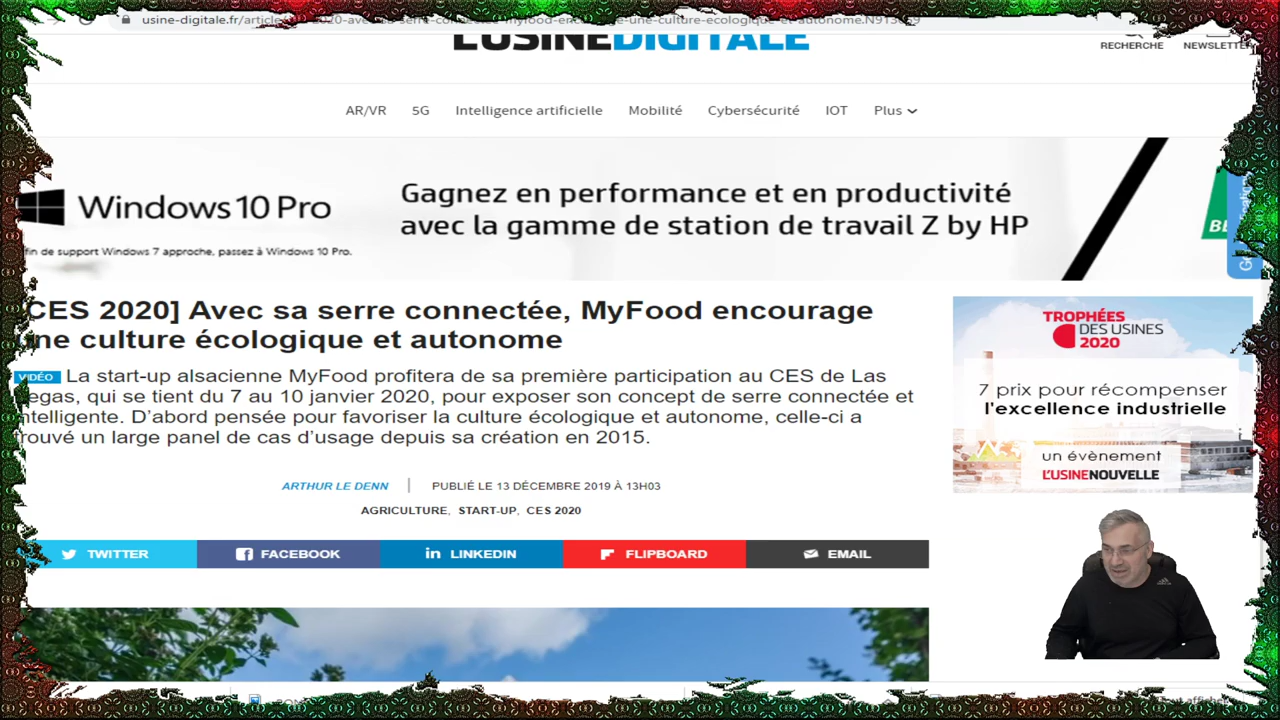 usine-digitale.fr/article
L'USINEDIGITALE
RECHERCHE NEWSLETTER
AR/VR 5G Intelligence artificielle Mobilité Cybersécurité IOT Plus
Windows 10 Pro
fin de support Windows 7 approche, passez à Windows 10 Pro.
Gagnez en performance et en productivité
avec la gamme de station de travail Z by HP
CES 2020] Avec sa serre connectée, MyFood encourage
une culture écologique et autonome
VIDÉO La start-up alsacienne MyFood profitera de sa première participation au CES de Las
Vegas, qui se tient du 7 au 10 janvier 2020, pour exposer son concept de serre connectée et
intelligente. D'abord pensée pour favoriser la culture écologique et autonome, celle-ci a
trouvé un large panel de cas d'usage depuis sa création en 2015.
ARTHUR LE DENN | PUBLIÉ LE 13 DÉCEMBRE 2019 À 13H03
AGRICULTURE, START-UP, CES 2020
TWITTER FACEBOOK LINKEDIN FLIPBOARD EMAIL
TROPHÉES
DES USINES
2020
7 prix pour récompenser
l'excellence industrielle
un évènement
L'USINENOUVELLE